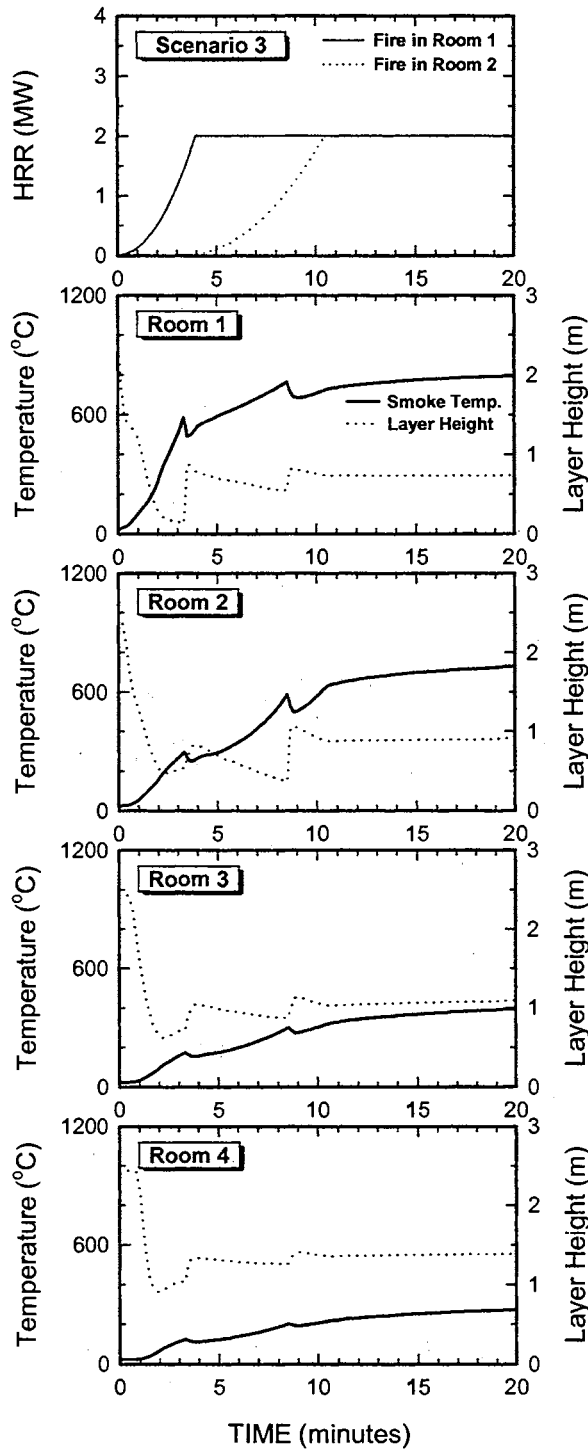 Scenario 3
Fire in Room 1
Fire in Room 2
HRR (MW)
4
3
2
1
0
0 5 10 15 20
Room 1
Smoke Temp.
Layer Height
Temperature (°C)
1200
600
0
Layer Height (m)
3
2
1
0
0 5 10 15 20
Room 2
Temperature (°C)
1200
600
0
Layer Height (m)
3
2
1
0
0 5 10 15 20
Room 3
Temperature (°C)
1200
600
0
Layer Height (m)
3
2
1
0
0 5 10 15 20
Room 4
Temperature (°C)
1200
600
0
Layer Height (m)
3
2
1
0
0 5 10 15 20
TIME (minutes)